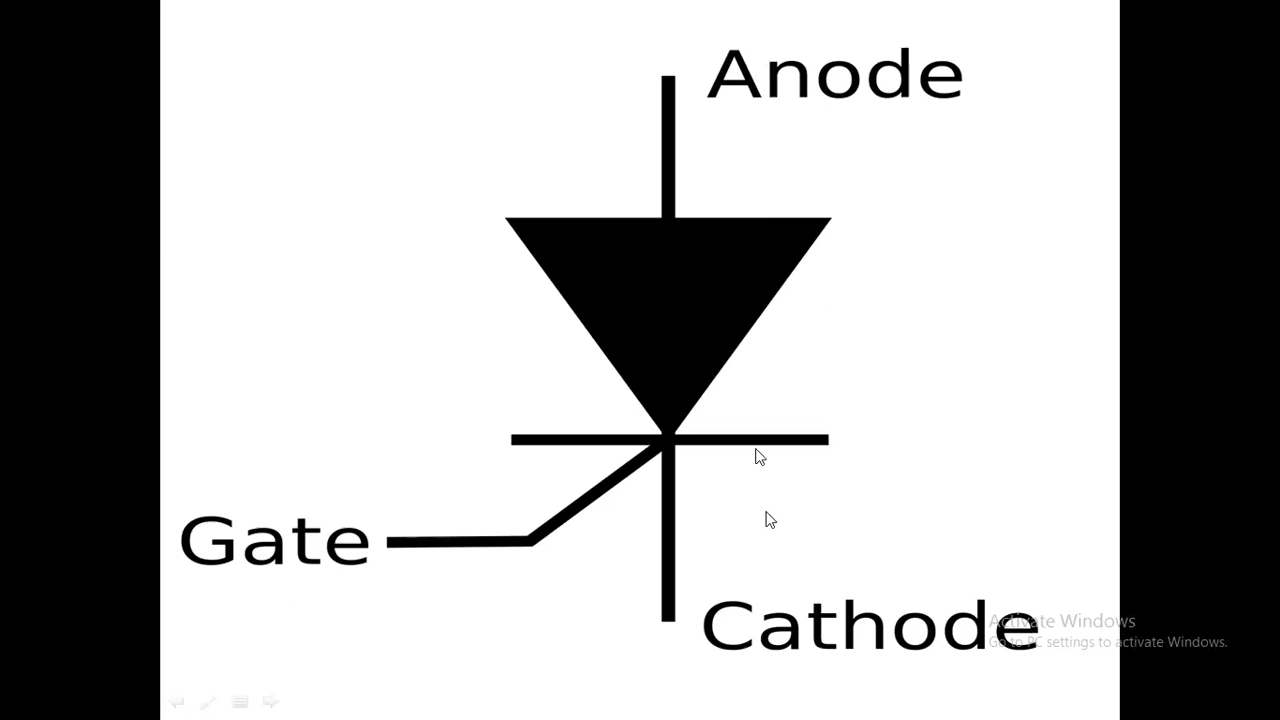 Anode
Gate
Cathode
Activate Windows
Go to PC settings to activate Windows.